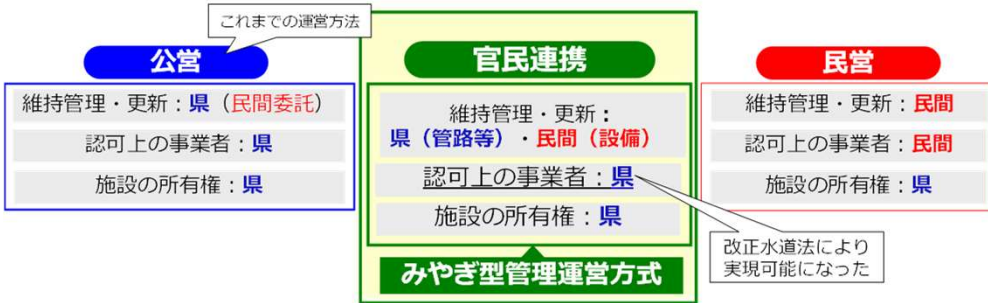 これまでの運営方法
公営
維持管理・更新：県（民間委託）
認可上の事業者：県
施設の所有権：県
官民連携
維持管理・更新：
県（管路等）・民間（設備）
認可上の事業者：県
施設の所有権：県
みやぎ型管理運営方式
改正水道法により
実現可能になった
民営
維持管理・更新：民間
認可上の事業者：民間
施設の所有権：県